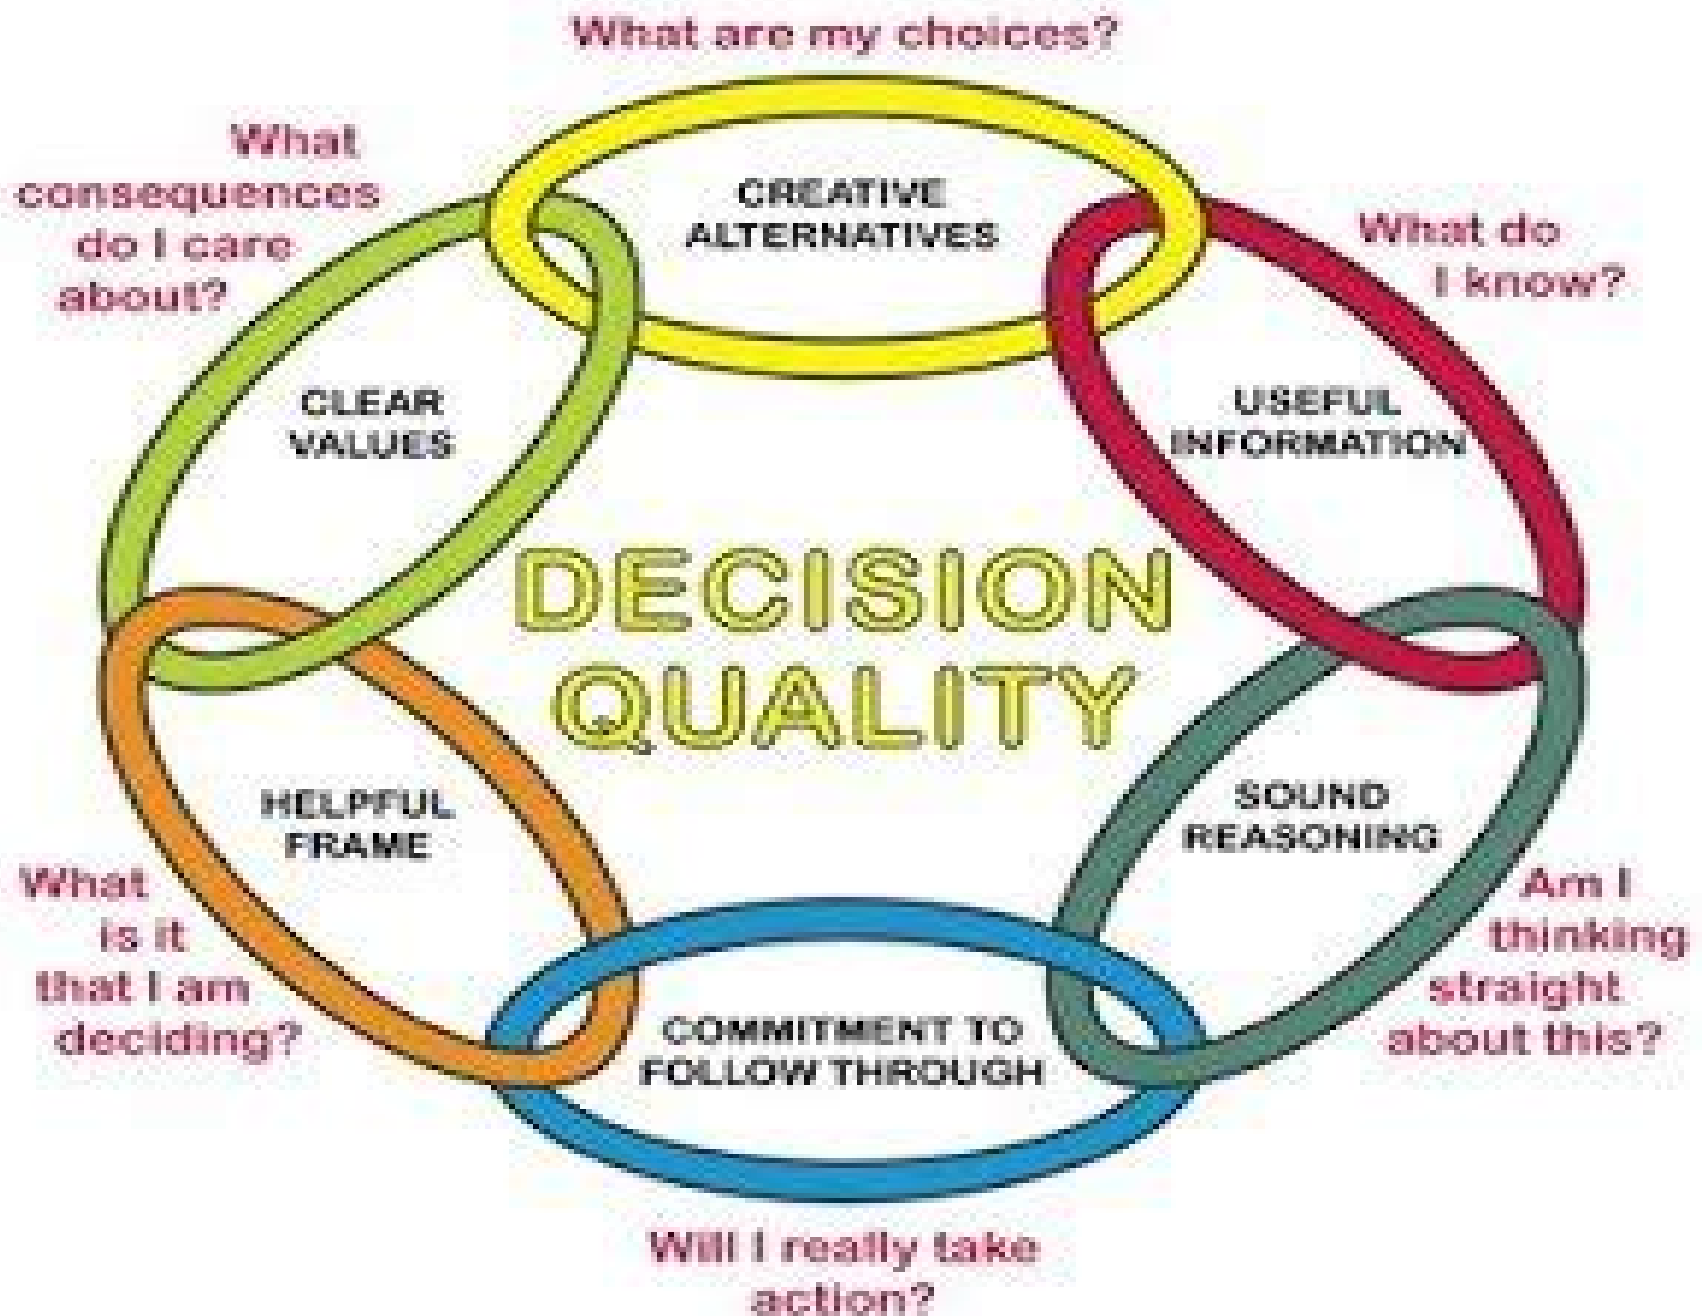 What are my choices?
What
consequences
do I care
about?
CREATIVE
ALTERNATIVES
What do
I know?
CLEAR
VALUES
USEFUL
INFORMATION
DECISION
QUALITY
HELPFUL
FRAME
SOUND
REASONING
What
is it
that I am
deciding?
Am I
thinking
straight
about this?
COMMITMENT TO
FOLLOW THROUGH
Will I really take
action?